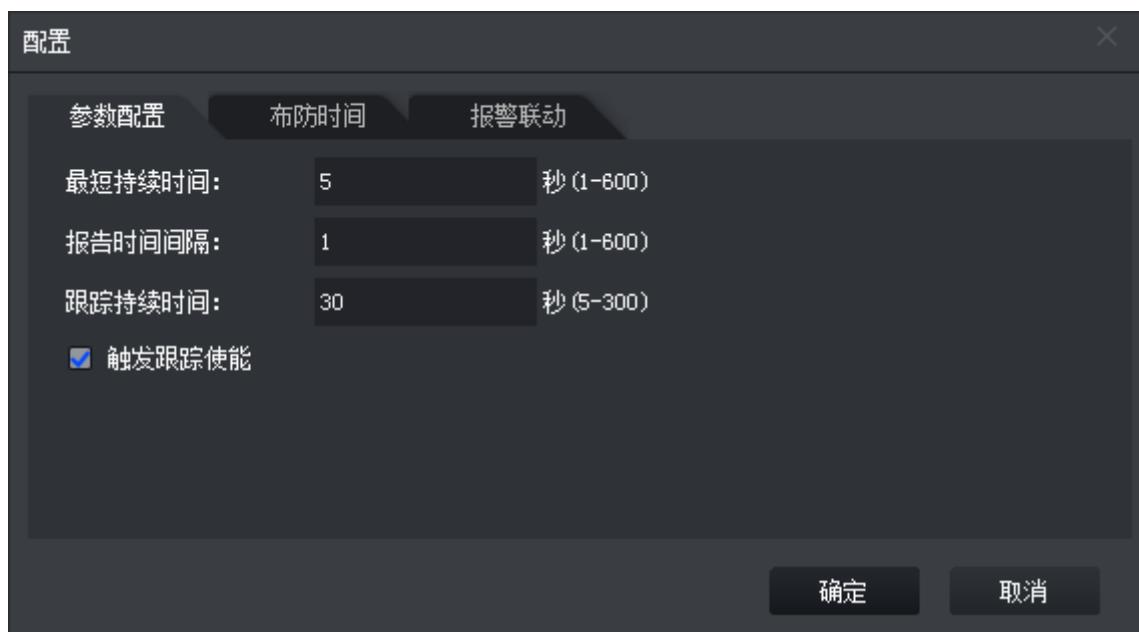 配置
参数配置 布防时间 报警联动
最短持续时间: 5 秒(1-600)
报告时间间隔: 1 秒(1-600)
跟踪持续时间: 30 秒(5-300)
触发跟踪使能
确定 取消